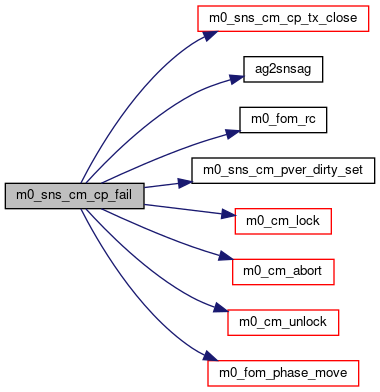 m0_sns_cm_cp_tx_close
ag2snsag
m0_fom_rc
m0_sns_cm_pver_dirty_set
m0_sns_cm_cp_fail
m0_cm_lock
m0_cm_abort
m0_cm_unlock
m0_fom_phase_move